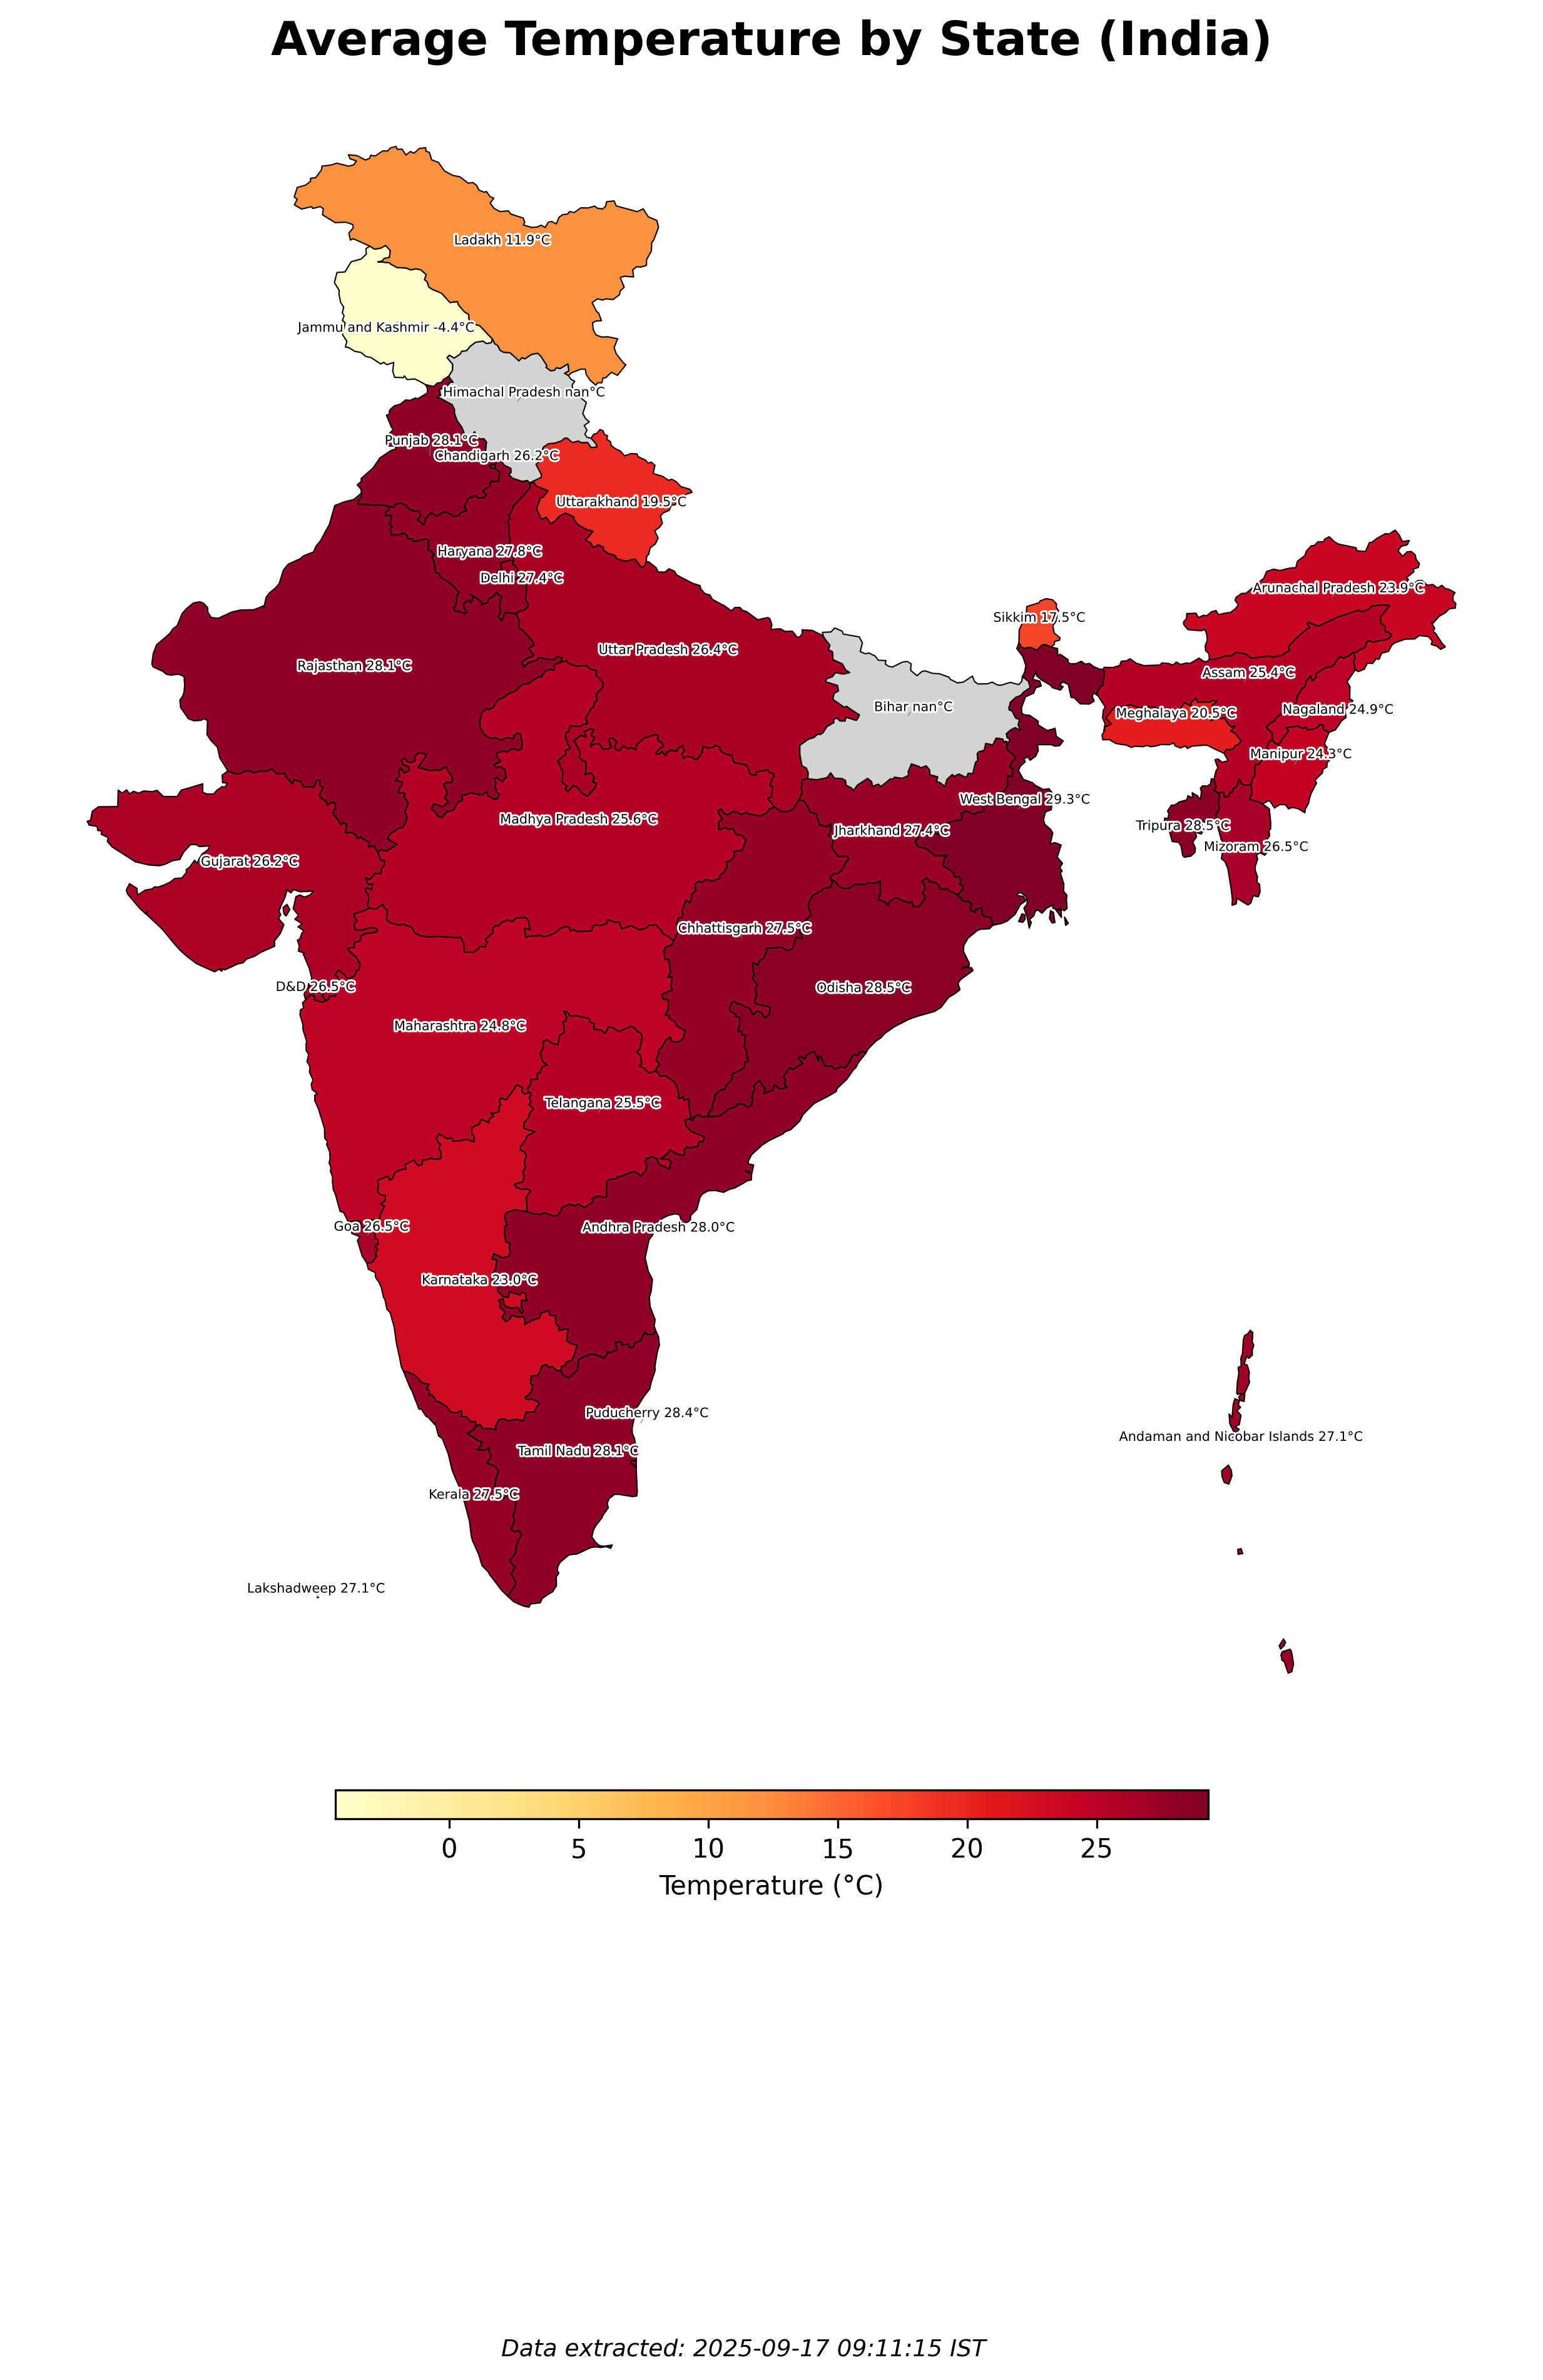 Average Temperature by State (India)
Ladakh 11.9°C
Jammu and Kashmir -4.4°C
Himachal Pradesh nan°C
Punjab 28.1°C
Chandigarh 26.2°C
Uttarakhand 19.5°C
Haryana 27.8°C
Delhi 27.4°C
Arunachal Pradesh 23.9°C
Sikkim 17.5°C
Uttar Pradesh 26.4°C
Rajasthan 28.1°C
Assam 25.4°C
Bihar nan°C
Meghalaya 20.5°C
Nagaland 24.9°C
Manipur 24.3°C
West Bengal 29.3°C
Madhya Pradesh 25.6°C
Tripura 28.5°C
Jharkhand 27.4°C
Mizoram 26.5°C
Gujarat 26.2°C
Chhattisgarh 27.5°C
D&D 26.5°C
Odisha 28.5°C
Maharashtra 24.8°C
Telangana 25.5°C
Goa 26.5°C
Andhra Pradesh 28.0°C
Karnataka 23.0°C
Puducherry 28.4°C
Andaman and Nicobar Islands 27.1°C
Tamil Nadu 28.1°C
Kerala 27.5°C
Lakshadweep 27.1°C
0 5 10 15 20 25
Temperature (°C)
Data extracted: 2025-09-17 09:11:15 IST